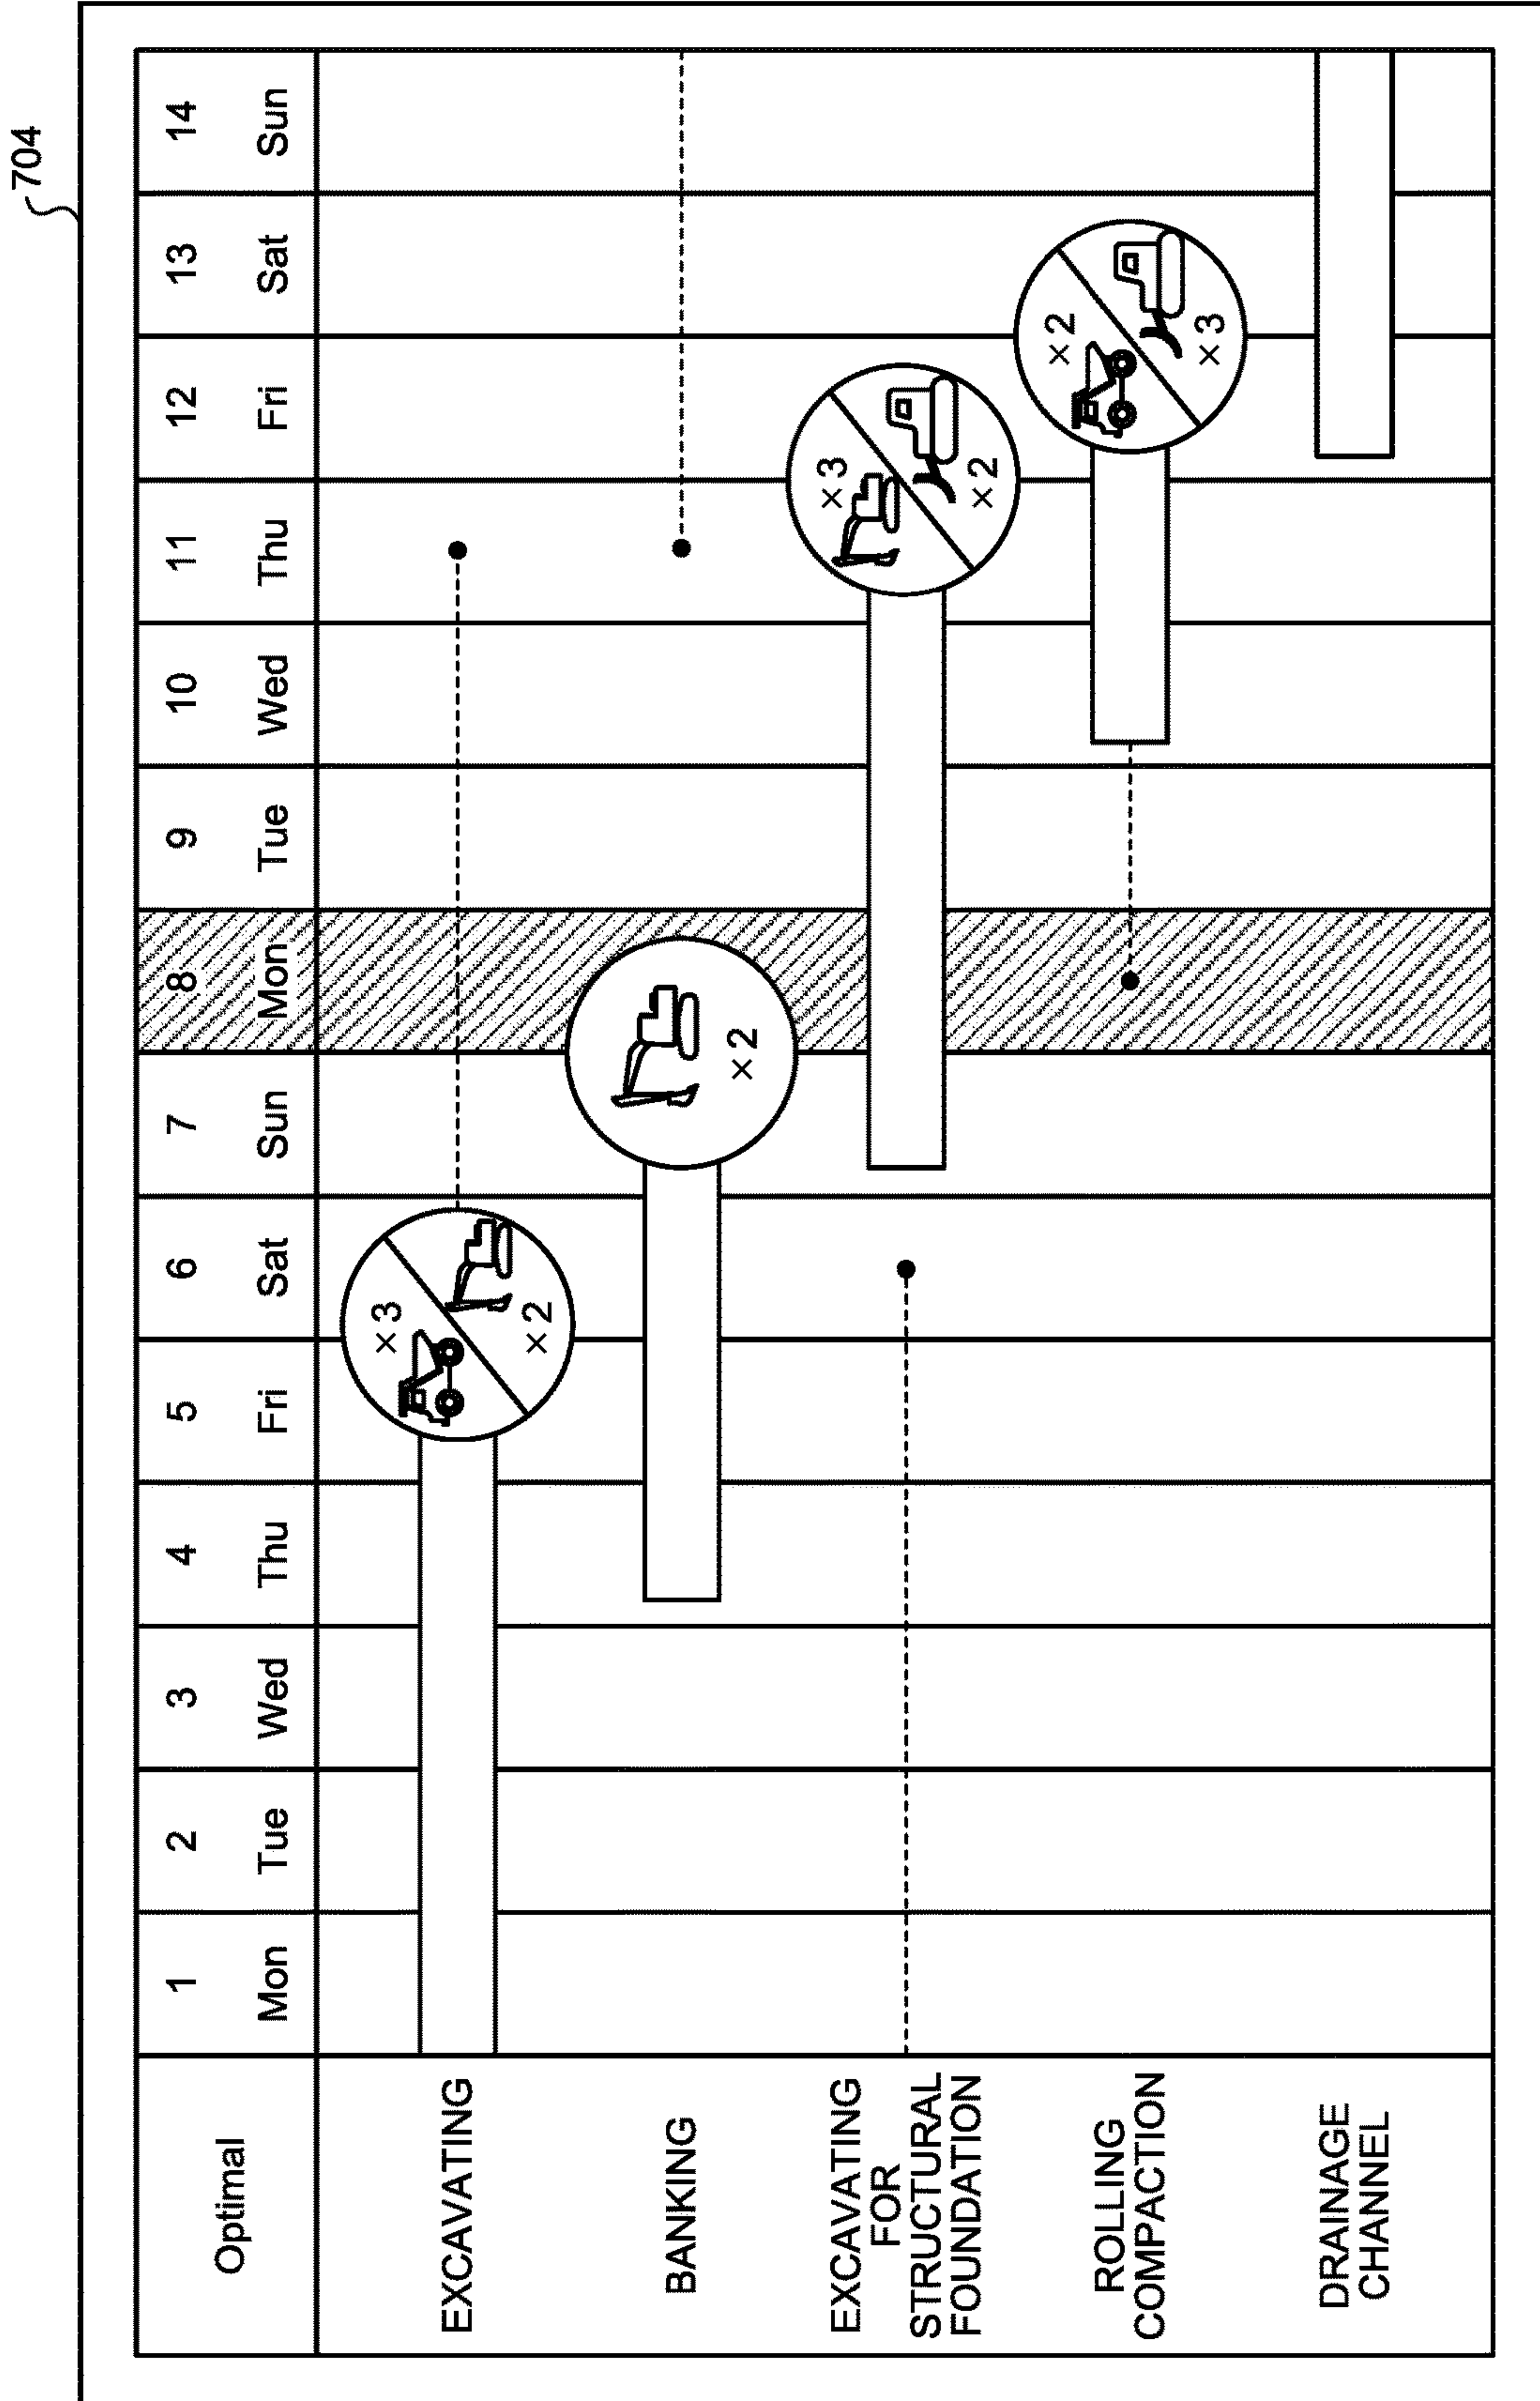 704
Optimal 1 2 3 4 5 6 7 8 9 10 11 12 13 14
Mon Tue Wed Thu Fri Sat Sun Mon Tue Wed Thu Fri Sat Sun
EXCAVATING
×3
×2
BANKING
×2
EXCAVATING
FOR
STRUCTURAL
FOUNDATION
×3
×2
ROLLING
COMPACTION
×2
×3
DRAINAGE
CHANNEL